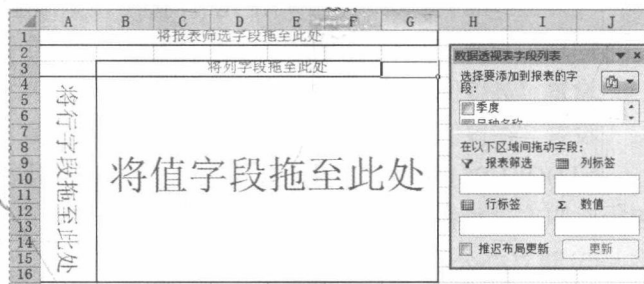 A B C D E F G H I J
1 将报表筛选字段拖至此处
2
3 将列字段拖至此处
4
5
6
7
8
9
10
11
12
13
14
15
16
将行字段拖至此处
将值字段拖至此处
数据透视表字段列表
选择要添加到报表的字
段:
季度
品种名称
在以下区域间拖动字段:
报表筛选 列标签
行标签 Σ 数值
推迟布局更新 更新